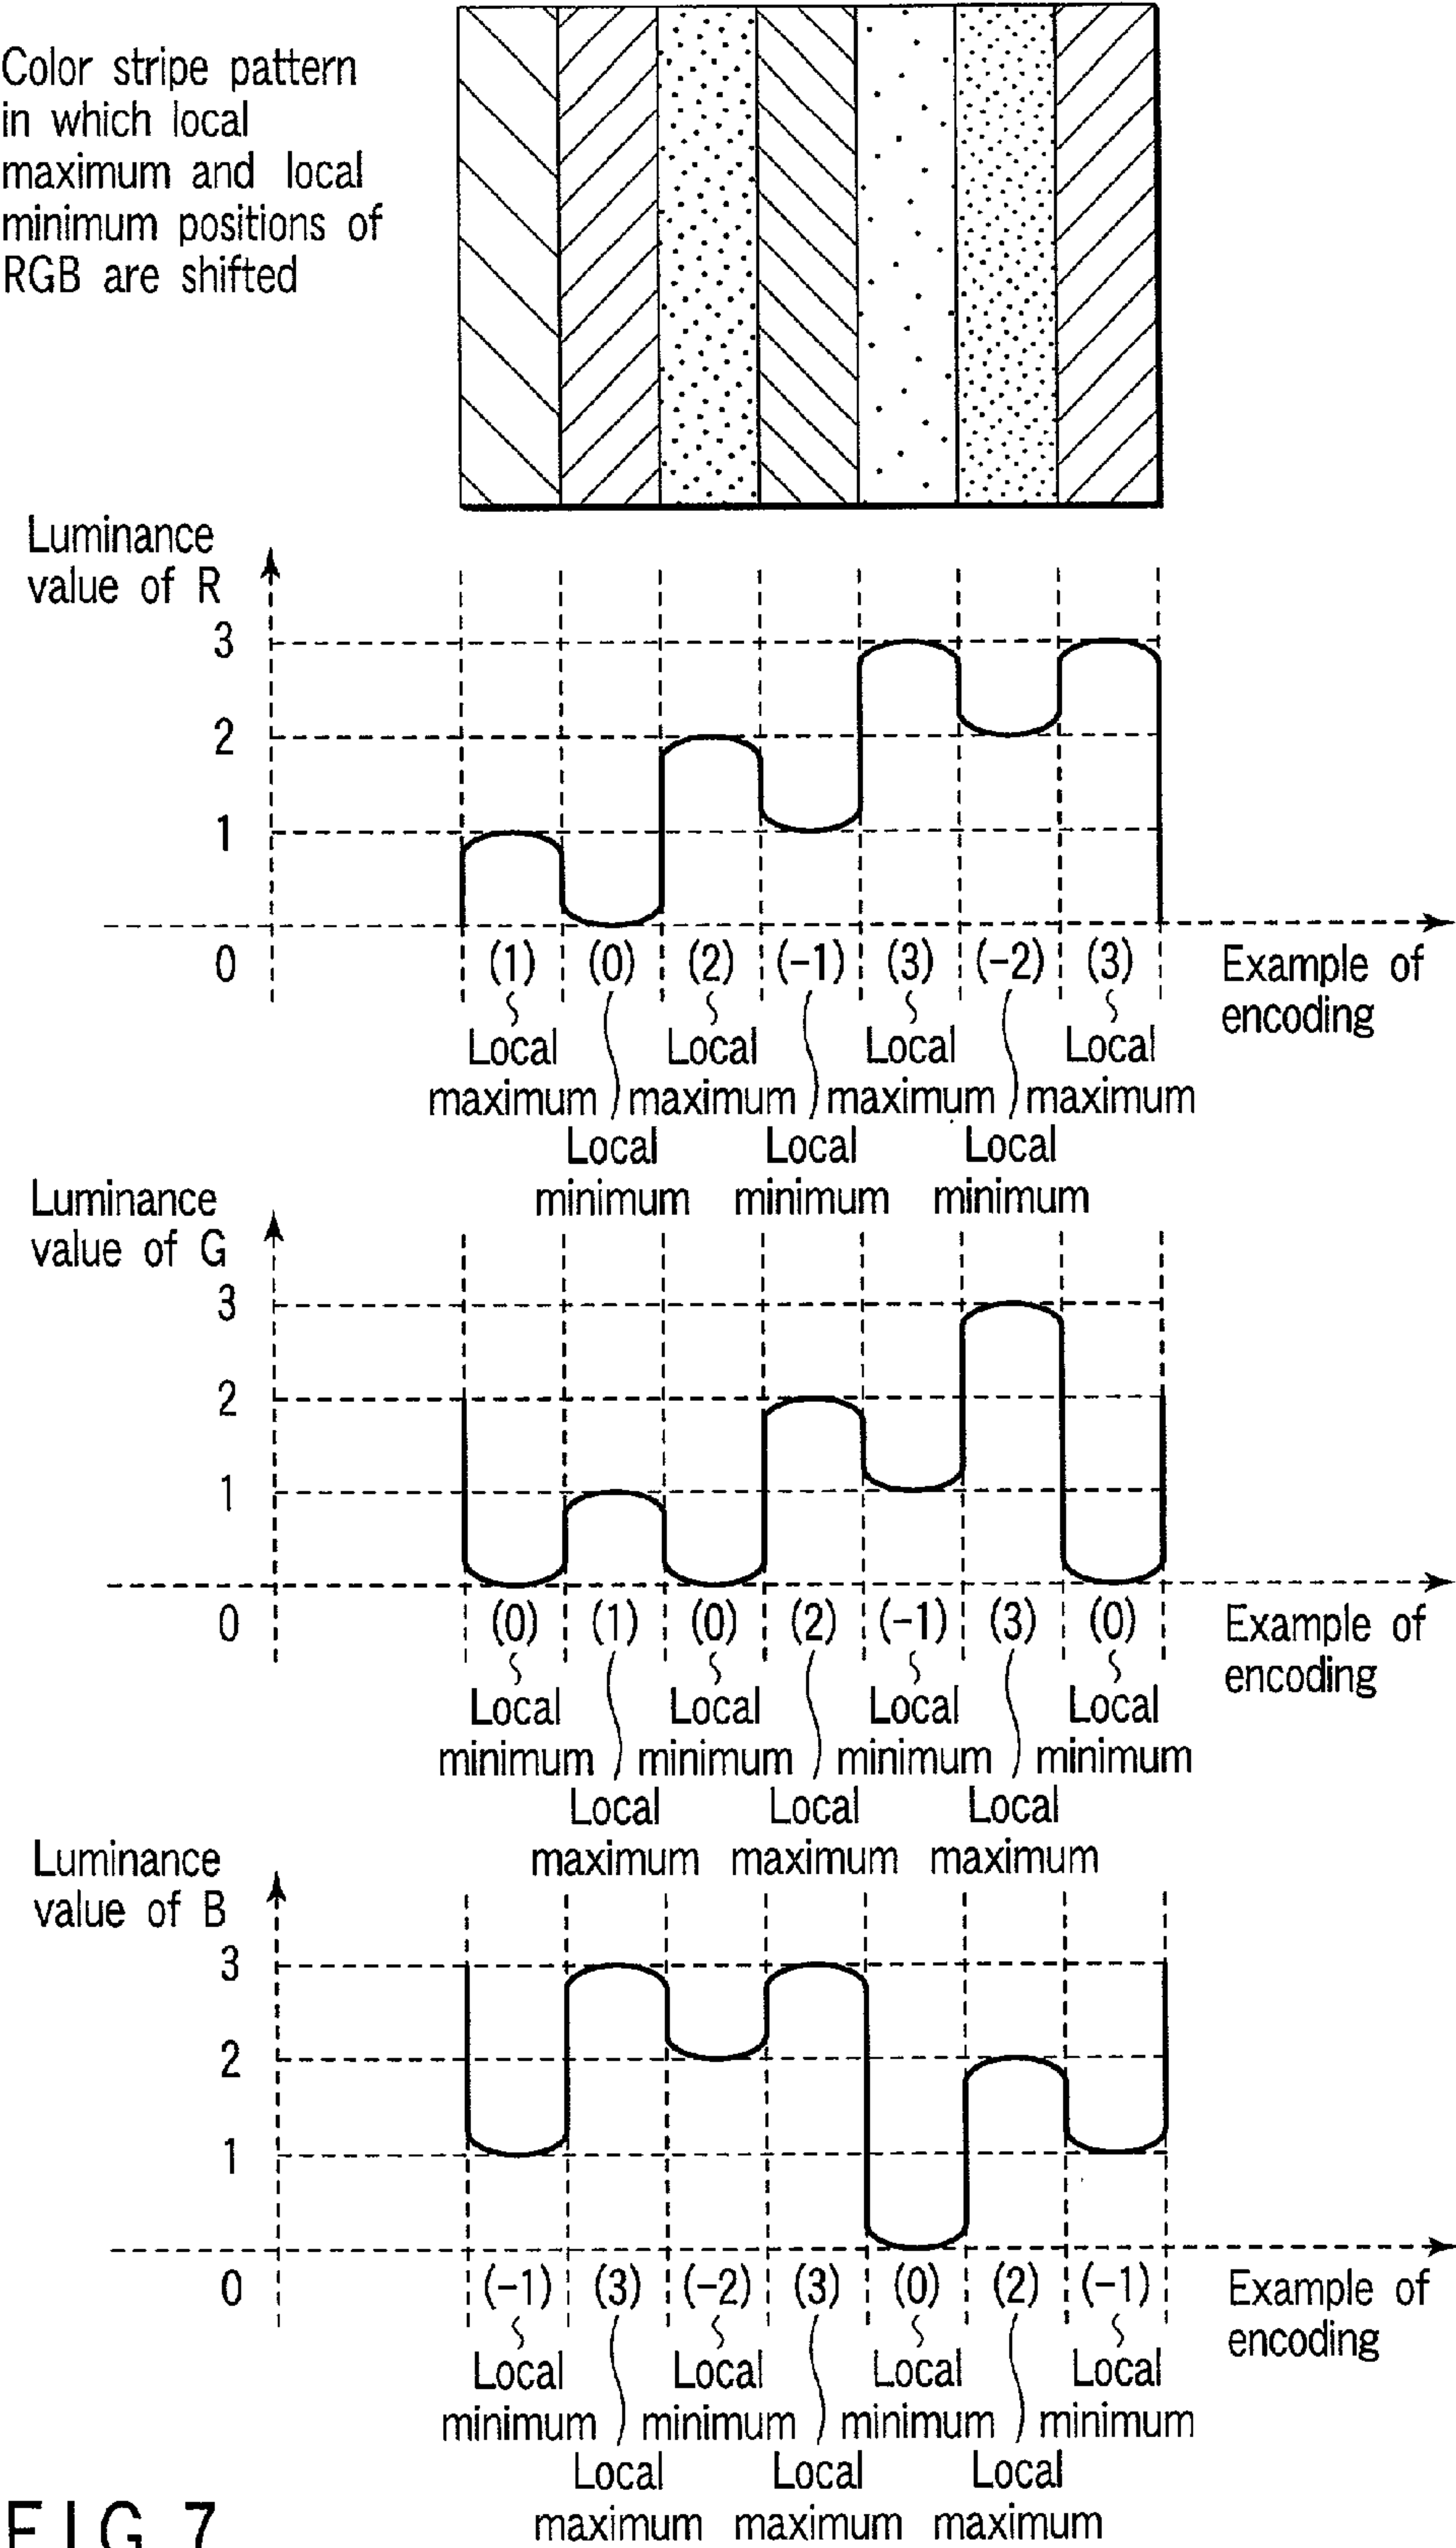 Color stripe pattern
in which local
maximum and local
minimum positions of
RGB are shifted
Luminance
value of R
3
2
1
0
(1) (0) (2) (-1) (3) (-2) (3)
Example of
encoding
Local Local Local Local
maximum maximum maximum maximum
Local Local Local
minimum minimum minimum
Luminance
value of G
3
2
1
0
(0) (1) (0) (2) (-1) (3) (0)
Example of
encoding
Local Local Local Local
minimum minimum minimum minimum
Local Local Local
maximum maximum maximum
Luminance
value of B
3
2
1
0
(-1) (3) (-2) (3) (0) (2) (-1)
Example of
encoding
Local Local Local Local
minimum minimum minimum minimum
Local Local Local
maximum maximum maximum
FIG. 7